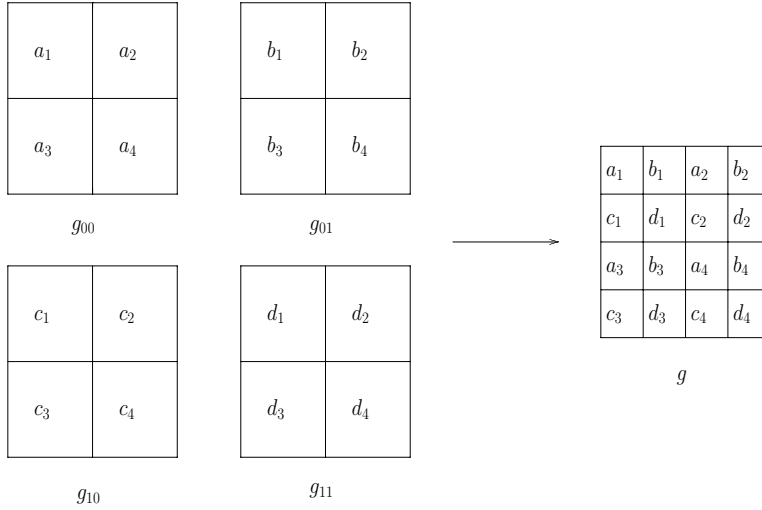 a₁ a₂ b₁ b₂
a₃ a₄ b₃ b₄
g₀₀ g₀₁
a₁ b₁ a₂ b₂
c₁ d₁ c₂ d₂
a₃ b₃ a₄ b₄
c₃ d₃ c₄ d₄
g
c₁ c₂ d₁ d₂
c₃ c₄ d₃ d₄
g₁₀ g₁₁